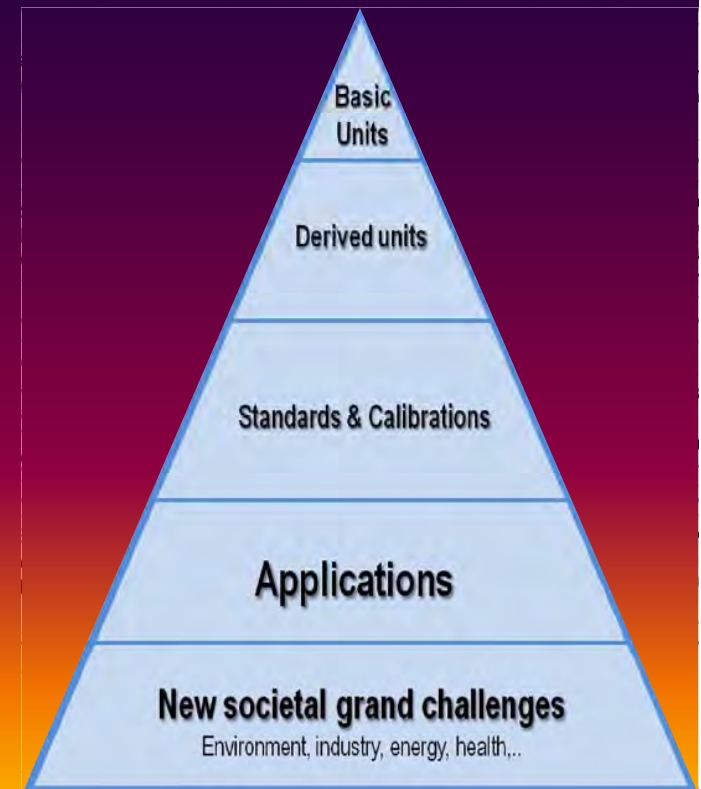 Basic
Units
Derived units
Standards & Calibrations
Applications
New societal grand challenges
Environment, industry, energy, health,..